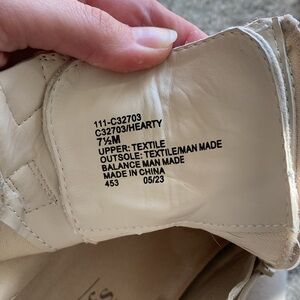 111-C32703
C32703/HEARTY
7½M
UPPER: TEXTILE
OUTSOLE: TEXTILE/MAN MADE
BALANCE MAN MADE
MADE IN CHINA
453 05/23